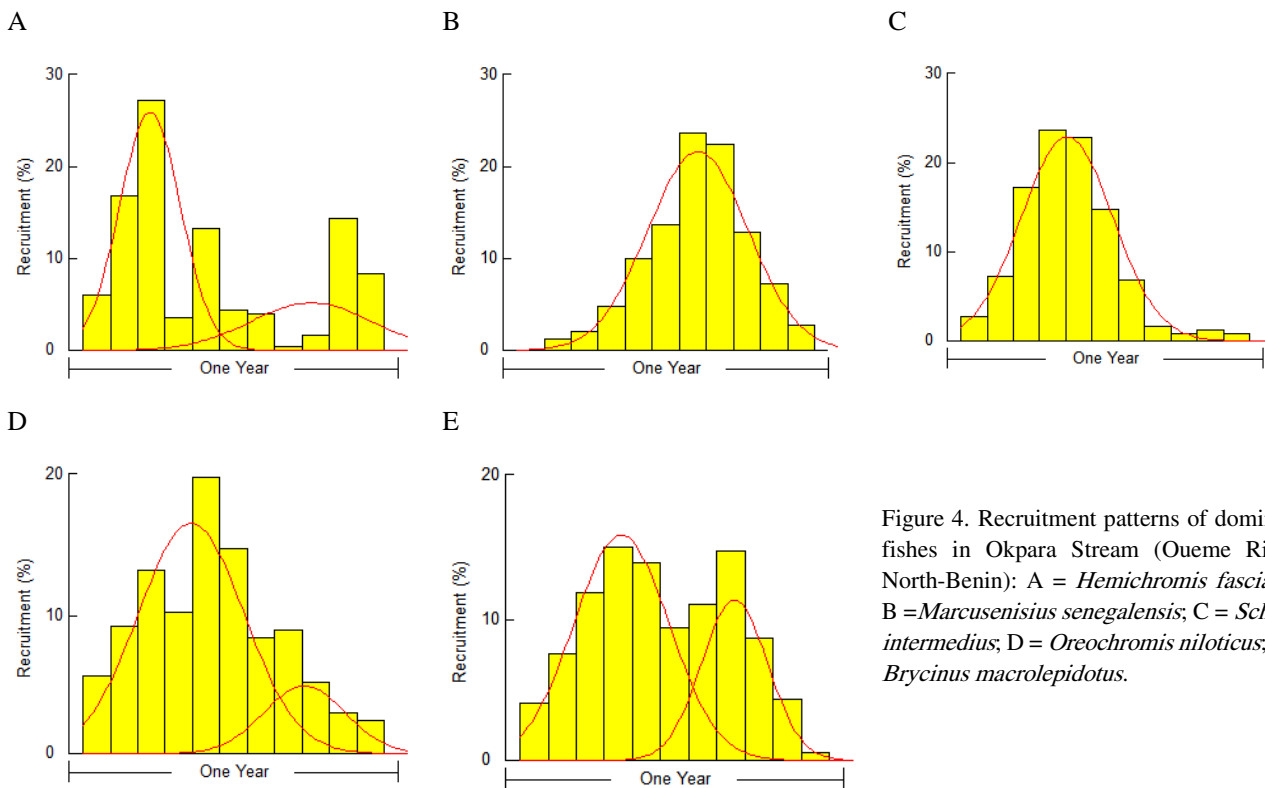 A
30
20
10
0
Recruitment (%)
One Year
B
30
20
10
0
Recruitment (%)
One Year
C
30
20
10
0
Recruitment (%)
One Year
D
20
10
0
Recruitment (%)
One Year
E
20
10
0
Recruitment (%)
One Year
Figure 4. Recruitment patterns of domin
fishes in Okpara Stream (Oueme Ri
North-Benin): A = Hemichromis fascia
B =Marcusenisius senegalensis; C = Sch
intermedius; D = Oreochromis niloticus;
Brycinus macrolepidotus.